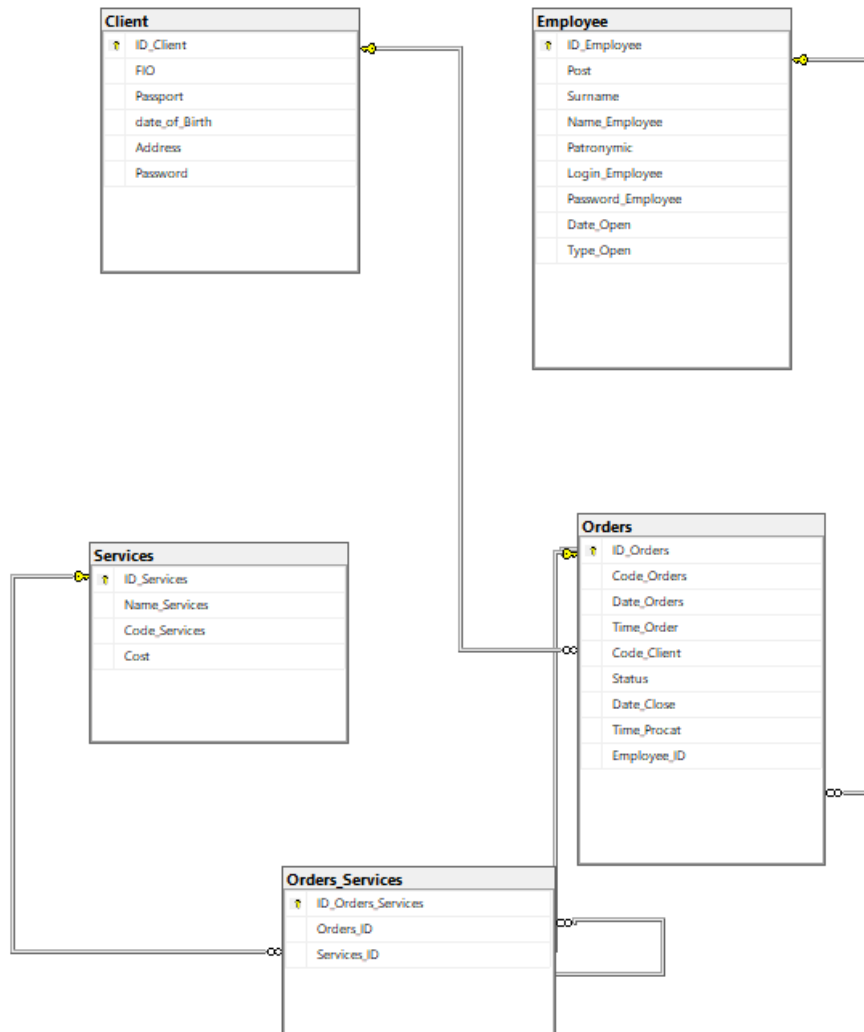 Client
ID_Client
FIO
Passport
date_of_Birth
Address
Password
Employee
ID_Employee
Post
Surname
Name_Employee
Patronymic
Login_Employee
Password_Employee
Date_Open
Type_Open
Services
ID_Services
Name_Services
Code_Services
Cost
Orders
ID_Orders
Code_Orders
Date_Orders
Time_Order
Code_Client
Status
Date_Close
Time_Procat
Employee_ID
Orders_Services
ID_Orders_Services
Orders_ID
Services_ID